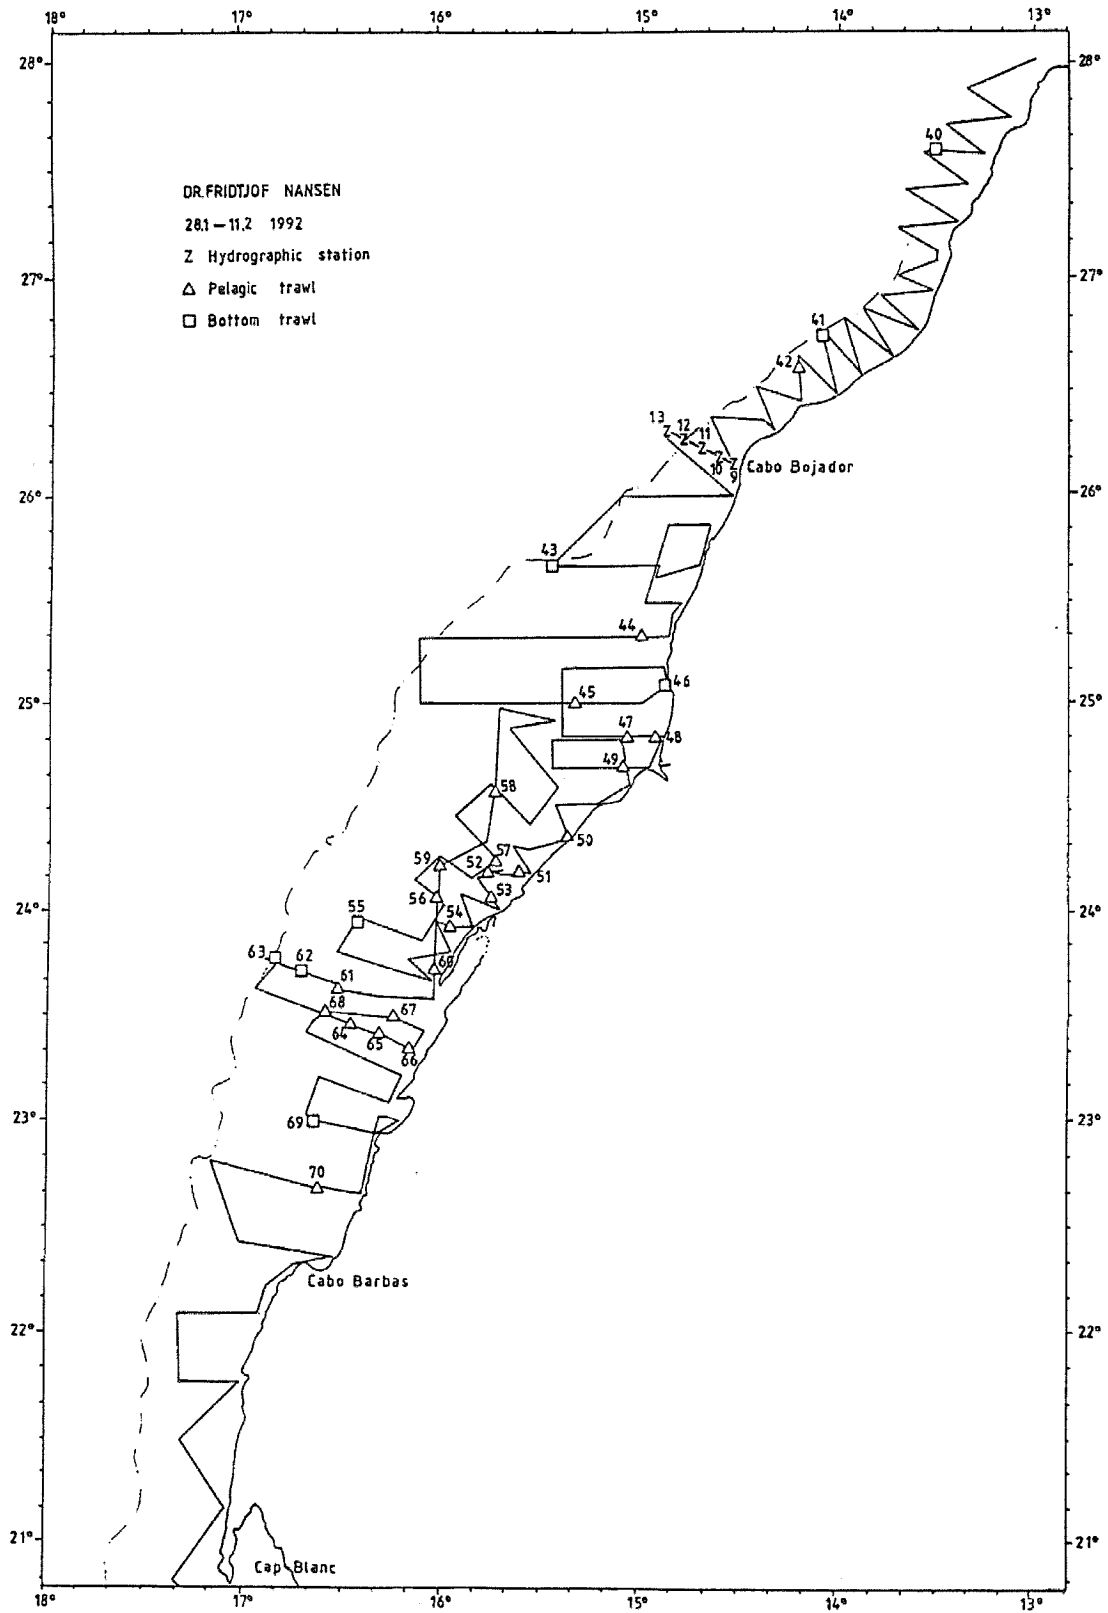 18° 17° 16° 15° 14° 13°
28° 28°
40
DR.FRIDTJOF NANSEN
28.1 — 11.2 1992
Z Hydrographic station
27° 27°
△ Pelagic trawl
□ Bottom trawl
41
42
13 12 11
10 9 Cabo Bojador
26° 26°
43
44
46
45
25° 25°
47 48
49
58
50
57
59 52 51
56 53
24° 24°
55 54
63 62 60
61
68 67
64 65
66
23° 69 23°
70
Cabo Barbas
22° 22°
21° 21°
Cap Blanc
18° 17° 16° 15° 14° 13°